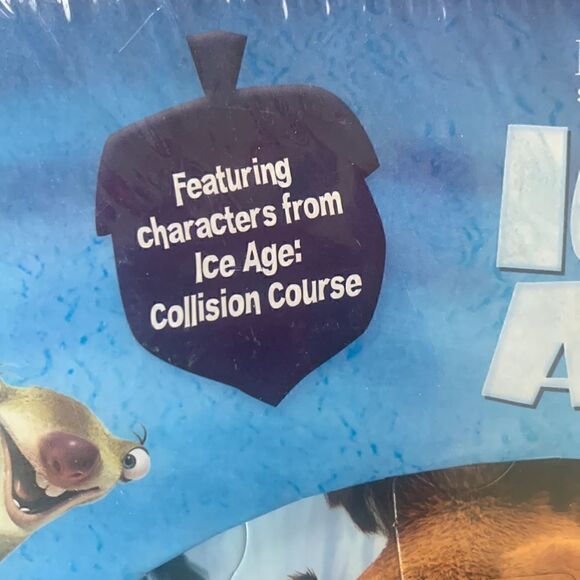 Featuring
characters from
Ice Age:
Collision Course